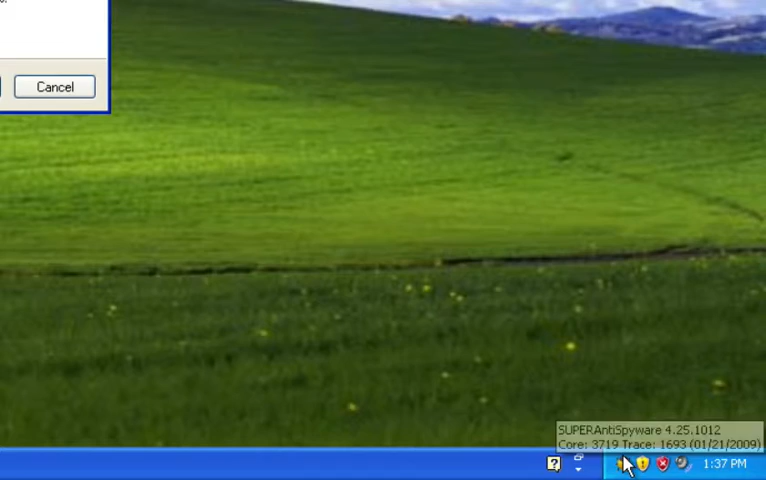 Cancel
SUPERAntiSpyware 4.25.1012
Core: 3719 Trace: 1693 (01/21/2009)
1:37 PM